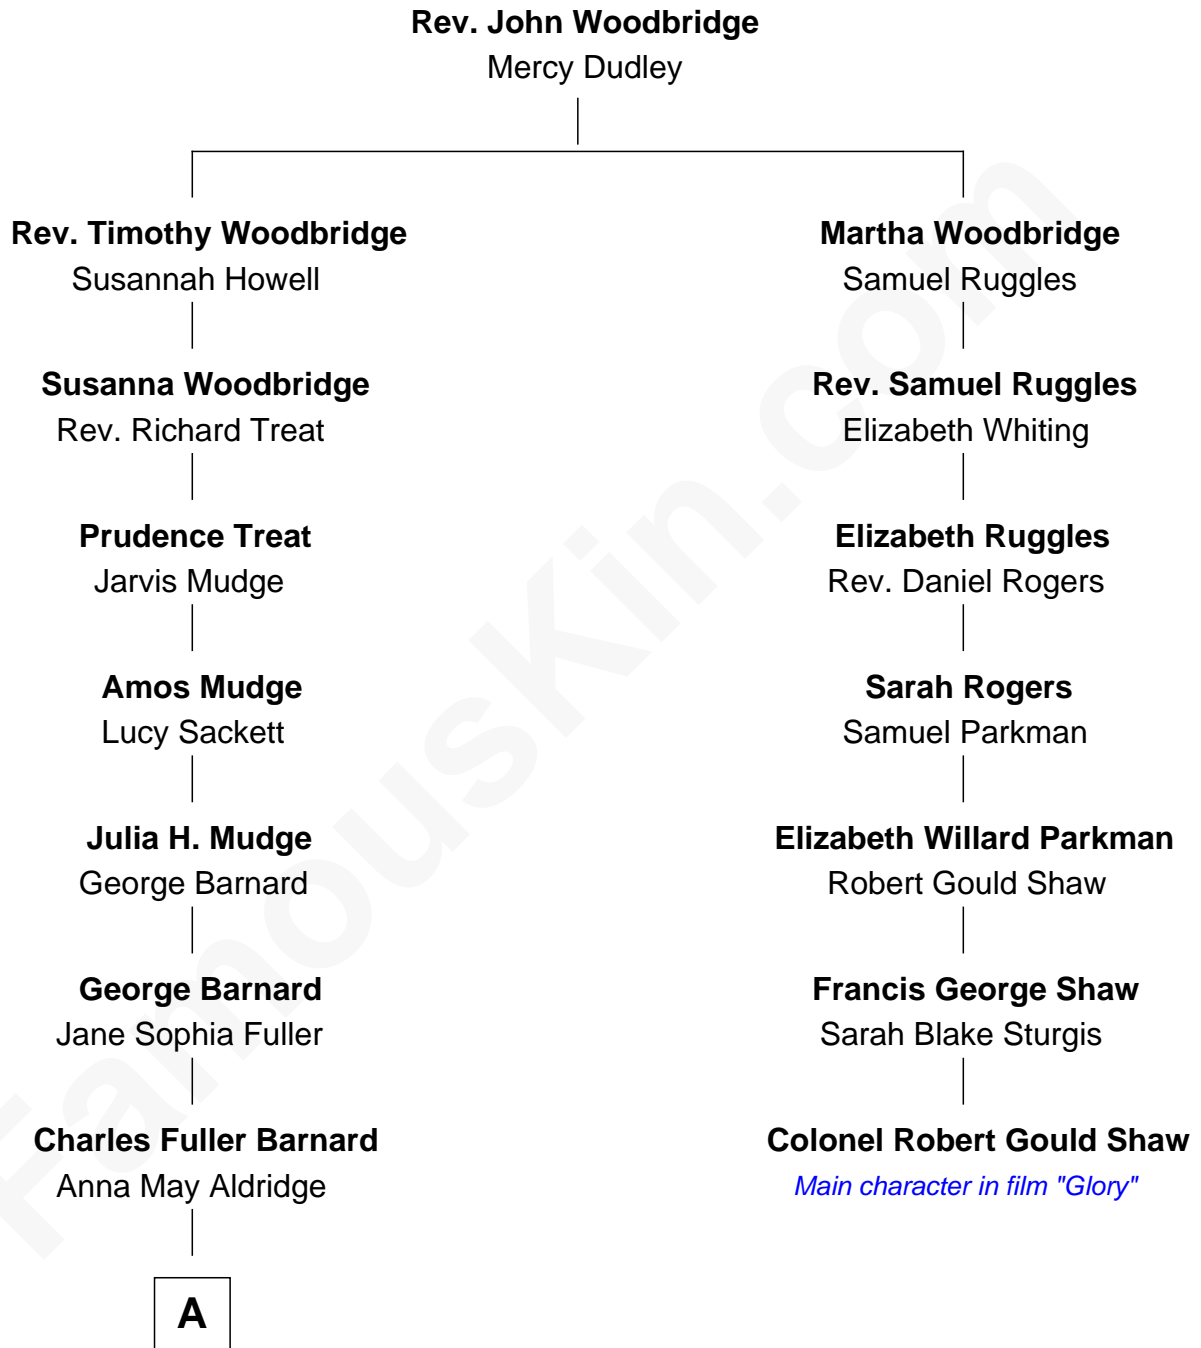 Rev. John Woodbridge
Mercy Dudley
Rev. Timothy Woodbridge
Susannah Howell
Martha Woodbridge
Samuel Ruggles
Susanna Woodbridge
Rev. Richard Treat
Rev. Samuel Ruggles
Elizabeth Whiting
Prudence Treat
Jarvis Mudge
Elizabeth Ruggles
Rev. Daniel Rogers
Amos Mudge
Lucy Sackett
Sarah Rogers
Samuel Parkman
Julia H. Mudge
George Barnard
Elizabeth Willard Parkman
Robert Gould Shaw
George Barnard
Jane Sophia Fuller
Francis George Shaw
Sarah Blake Sturgis
Charles Fuller Barnard
Anna May Aldridge
Colonel Robert Gould Shaw
Main character in film "Glory"
A
FamousKin.com